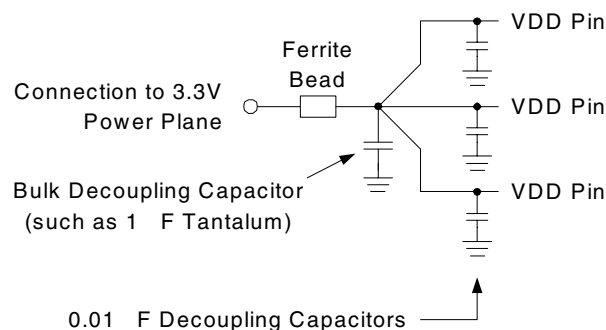 VDD Pin
Ferrite
Bead
Connection to 3.3V
Power Plane
VDD Pin
Bulk Decoupling Capacitor
(such as 1 F Tantalum)
VDD Pin
0.01 F Decoupling Capacitors